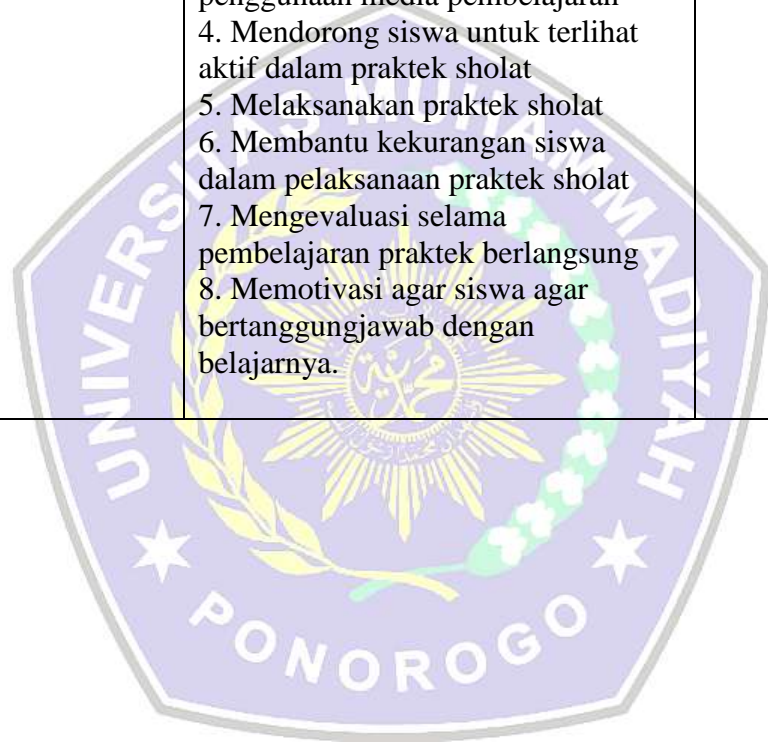 penggunaan media pembelajaran
4. Mendorong siswa untuk terlihat
aktif dalam praktek sholat
5. Melaksanakan praktek sholat
6. Membantu kekurangan siswa
dalam pelaksanaan praktek sholat
7. Mengevaluasi selama
pembelajaran praktek berlangsung
8. Memotivasi agar siswa agar
bertanggungjawab dengan
belajarnya.
UNIVERSITAS MUHAMMADIYAH
PONOROGO